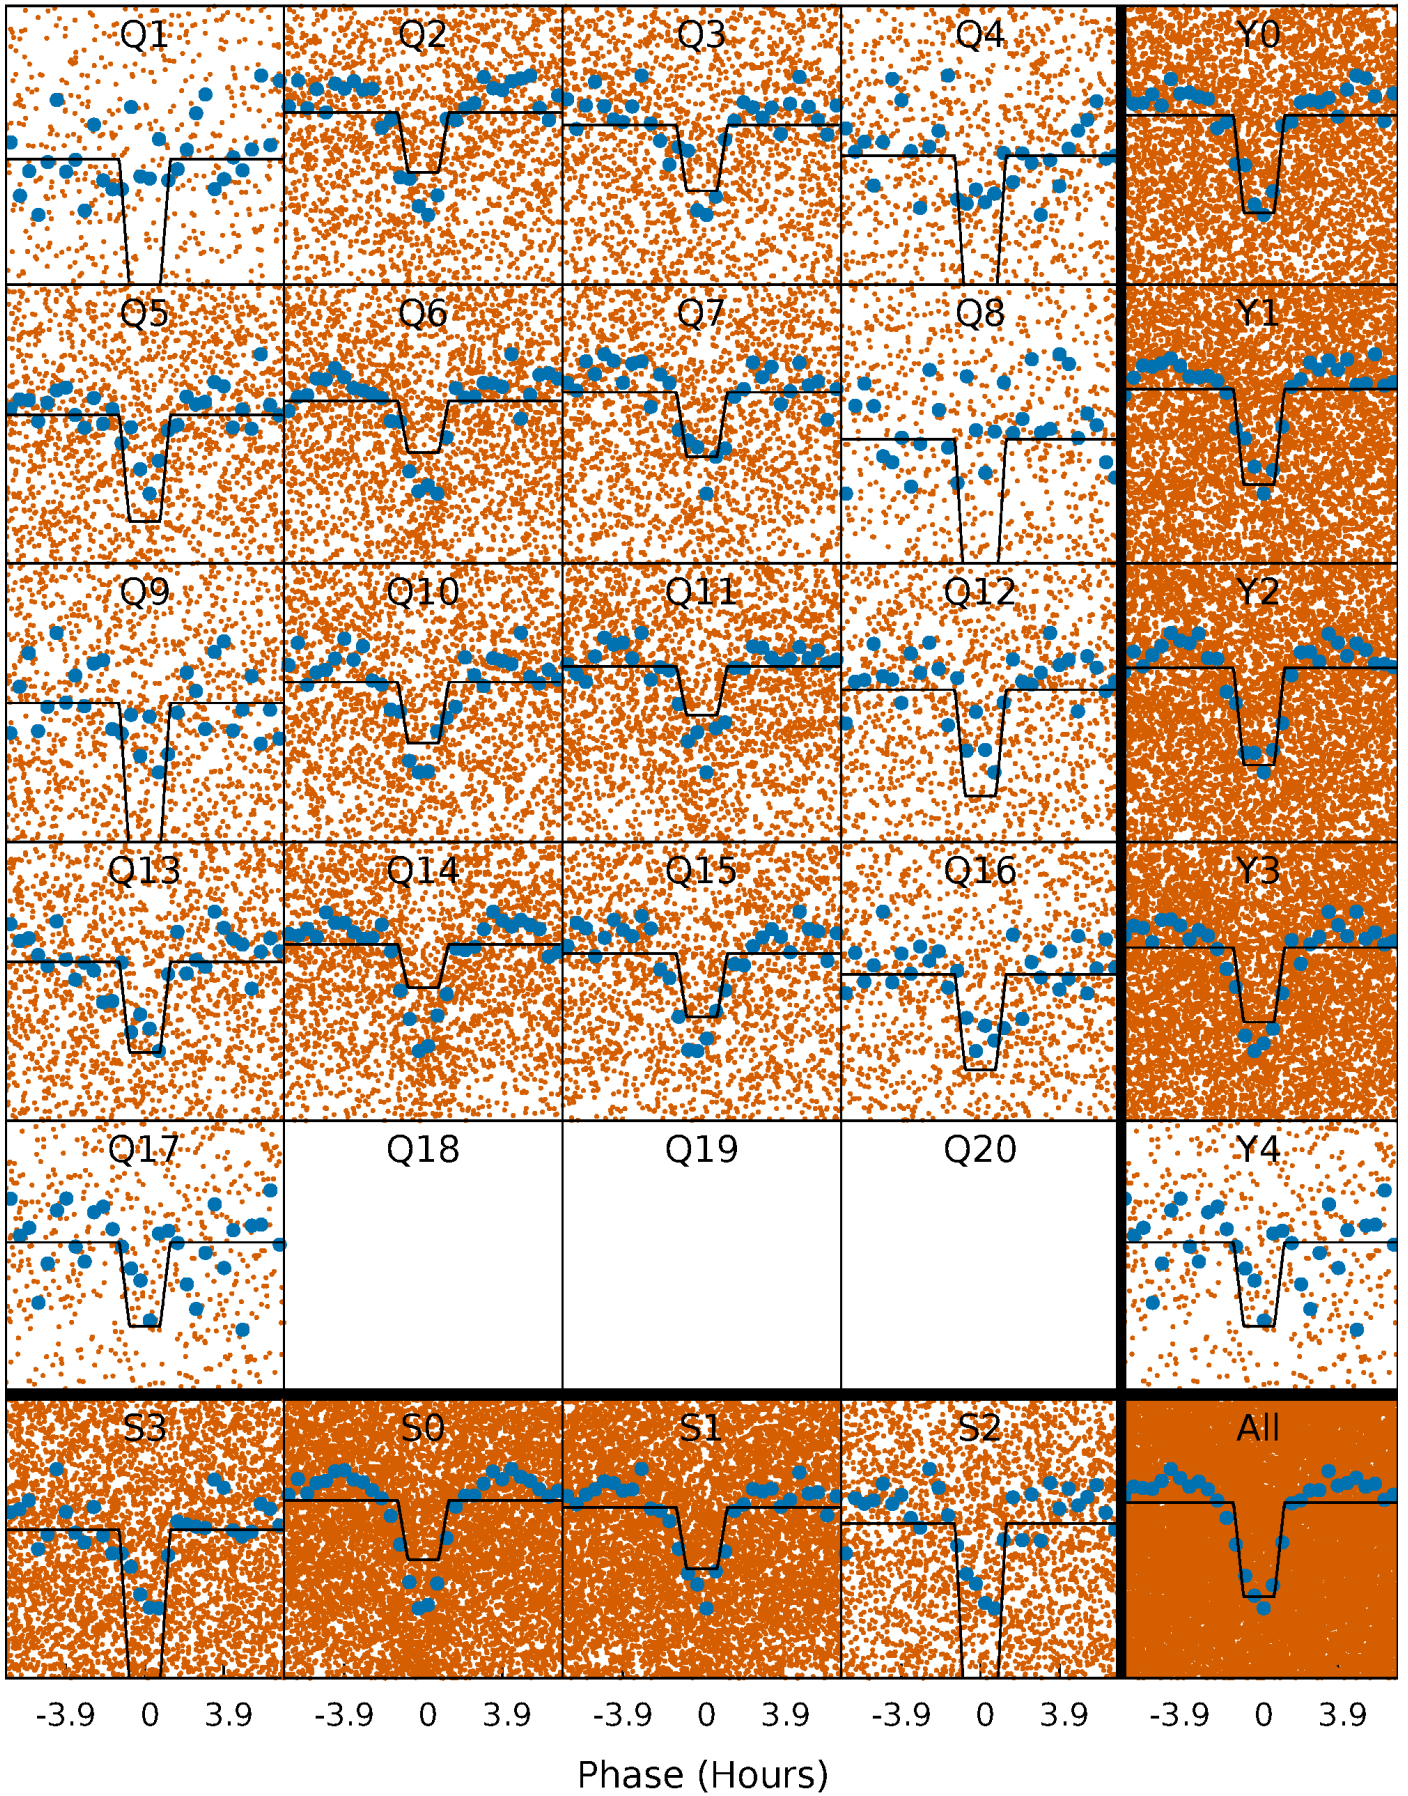 Q1 Q2 Q3 Q4 Y0
Q5 Q6 Q7 Q8 Y1
Q9 Q10 Q11 Q12 Y2
Q13 Q14 Q15 Q16 Y3
Q17 Q18 Q19 Q20 Y4
S3 S0 S1 S2 All
-3.9 0 3.9 -3.9 0 3.9 -3.9 0 3.9 -3.9 0 3.9 -3.9 0 3.9
Phase (Hours)